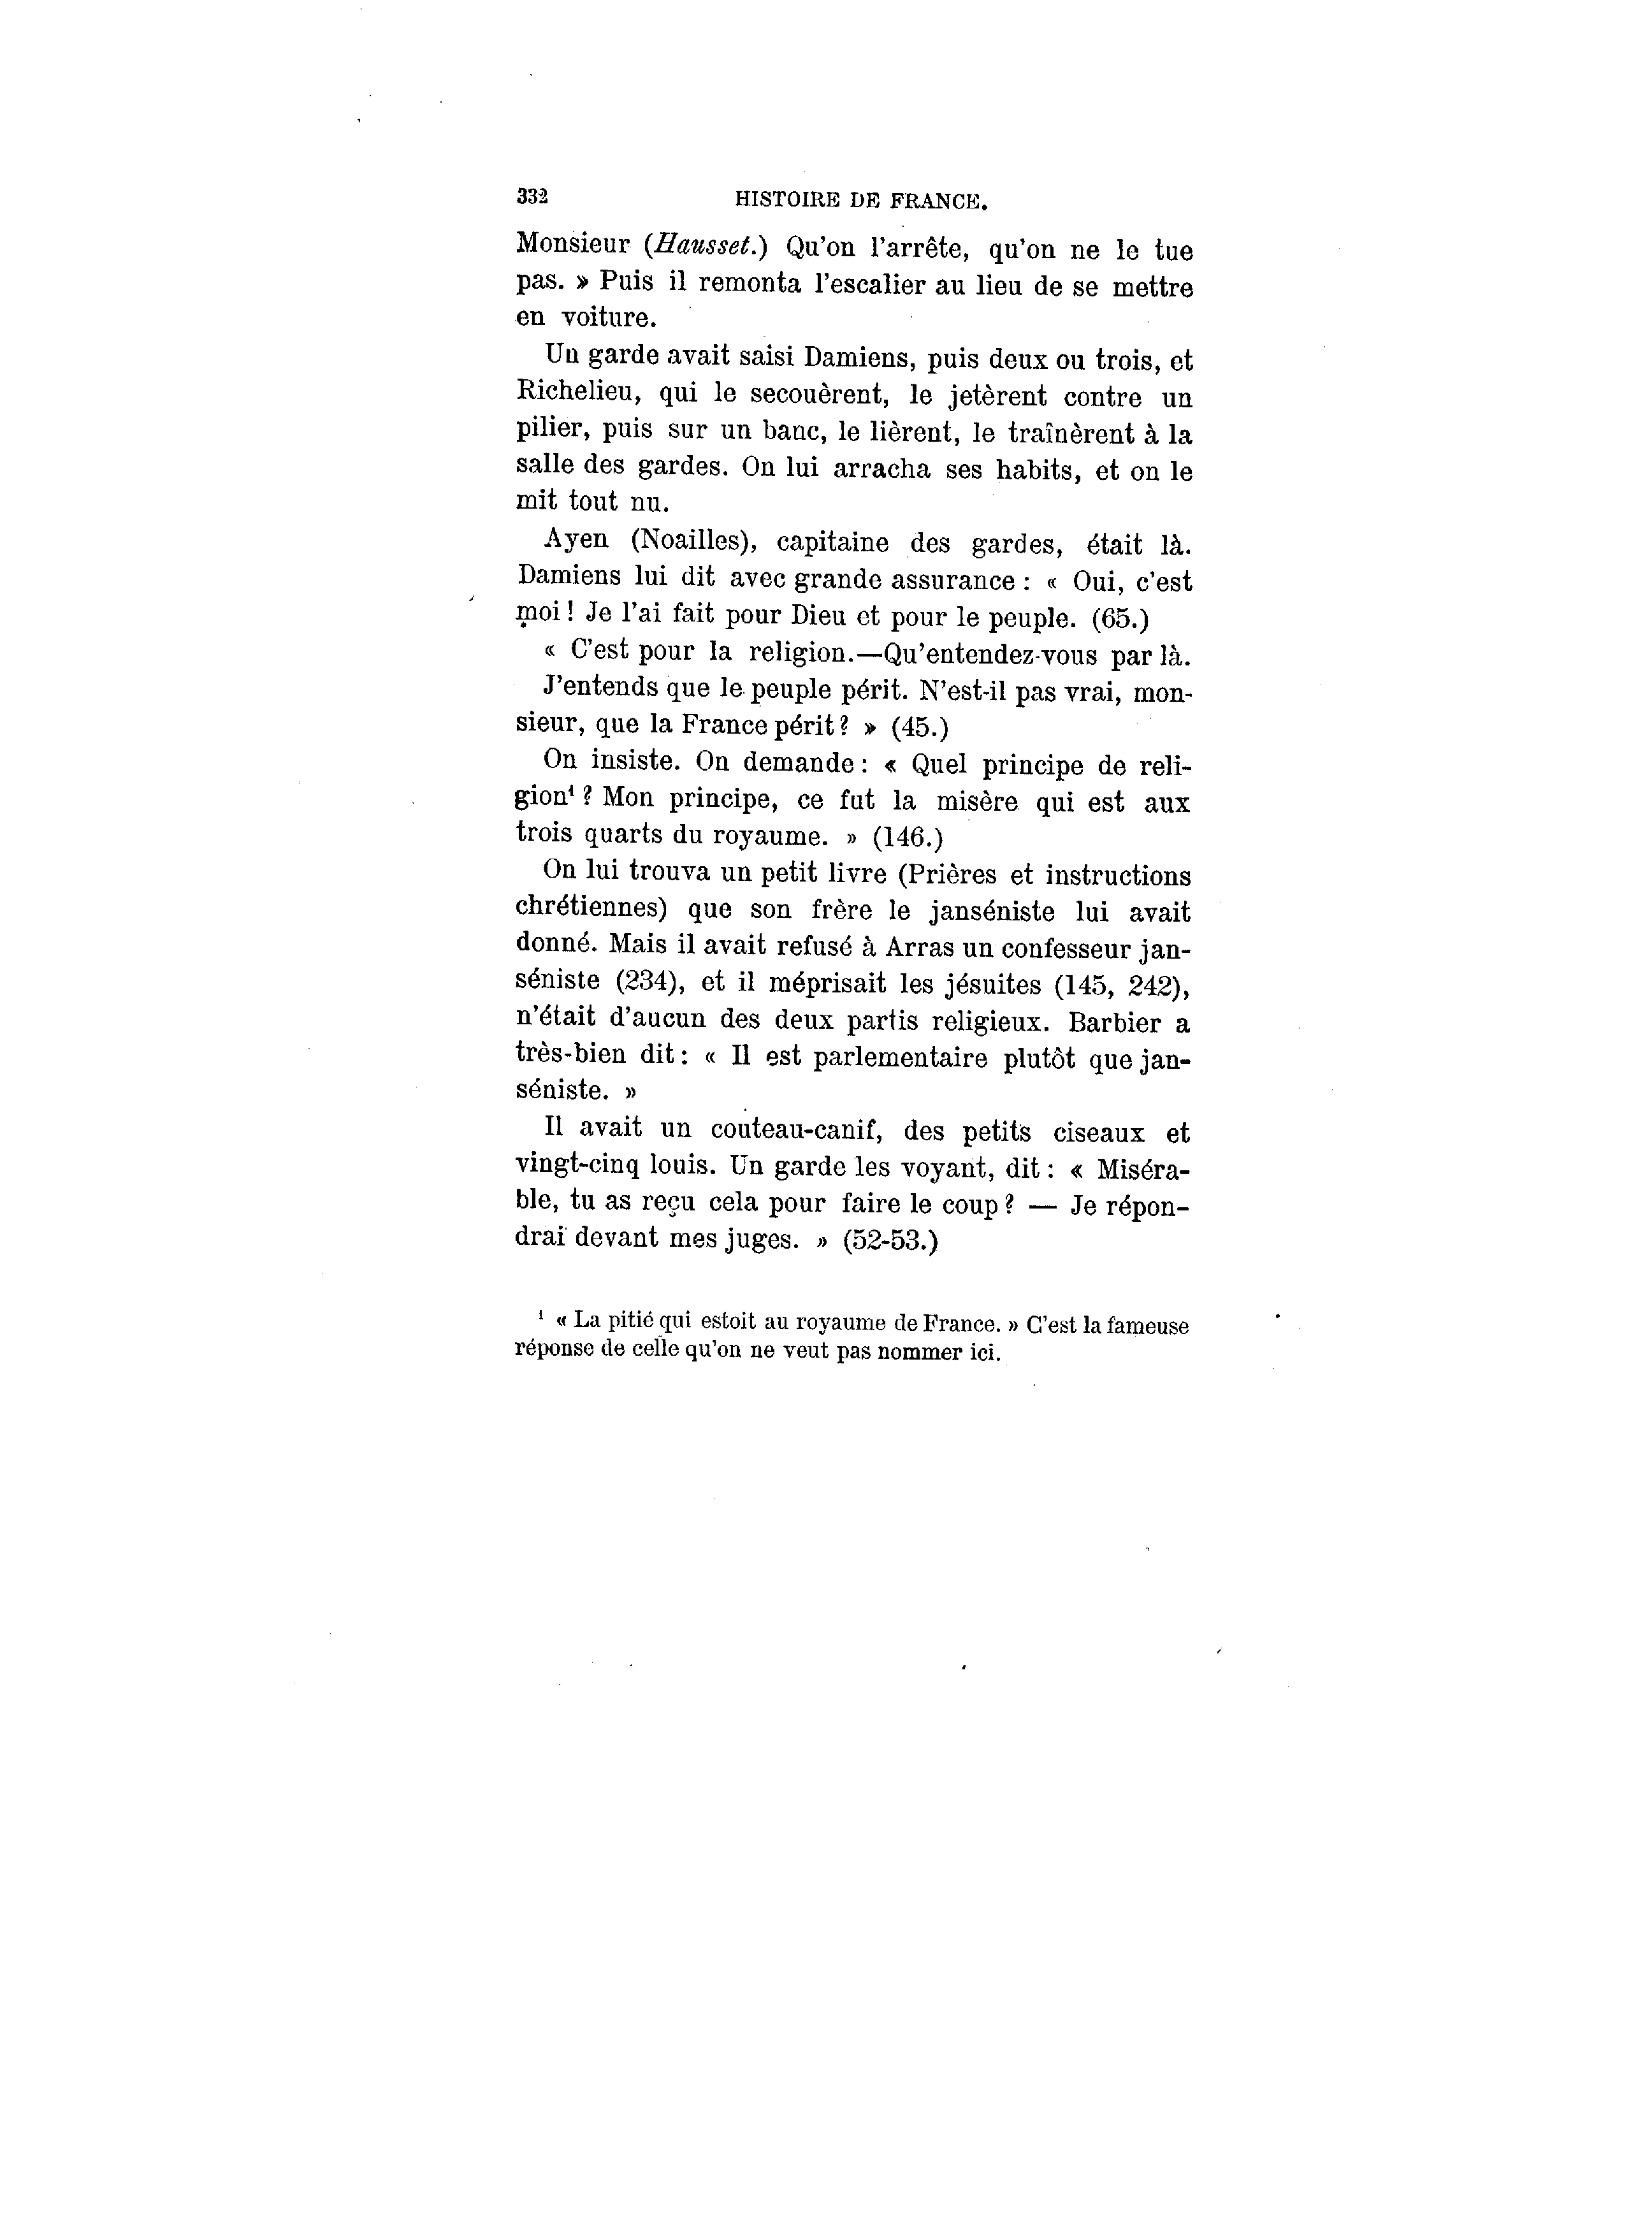 332
HISTOIRE DE FRANCE.
Monsieur (Hausset.) Qu'on l'arrête, qu'on ne le tue
pas. » Puis il remonta l'escalier au lieu de se mettre
en voiture.
Un garde avait saisi Damiens, puis deux ou trois, et
Richelieu, qui le secouèrent, le jetèrent contre un
pilier, puis sur un banc, le lièrent, le traînèrent à la
salle des gardes. On lui arracha ses habits, et on le
mit tout nu.
Ayen (Noailles), capitaine des gardes, était là.
Damiens lui dit avec grande assurance : « Oui, c'est
moi ! Je l'ai fait pour Dieu et pour le peuple. (65.)
« C'est pour la religion.—Qu'entendez-vous par là.
J'entends que le peuple périt. N'est-il pas vrai, mon-
sieur, que la France périt ? » (45.)
On insiste. On demande : « Quel principe de reli-
gion¹ ? Mon principe, ce fut la misère qui est aux
trois quarts du royaume. » (146.)
On lui trouva un petit livre (Prières et instructions
chrétiennes) que son frère le janséniste lui avait
donné. Mais il avait refusé à Arras un confesseur jan-
séniste (234), et il méprisait les jésuites (145, 242),
n'était d'aucun des deux partis religieux. Barbier a
très-bien dit : « Il est parlementaire plutôt que jan-
séniste. »
Il avait un couteau-canif, des petits ciseaux et
vingt-cinq louis. Un garde les voyant, dit : « Miséra-
ble, tu as reçu cela pour faire le coup ? — Je répon-
drai devant mes juges. » (52-53.)
¹ « La pitié qui estoit au royaume de France. » C'est la fameuse
réponse de celle qu'on ne veut pas nommer ici.